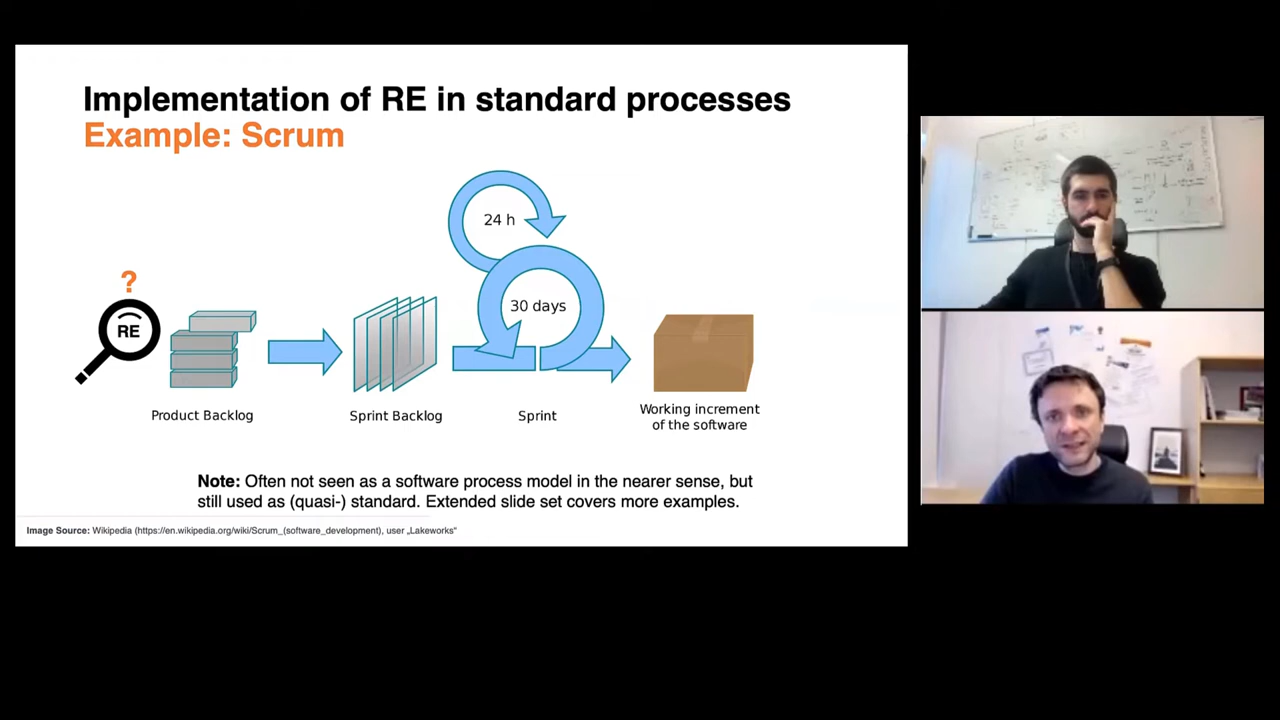 Implementation of RE in standard processes
Example: Scrum
24 h
?
RE
30 days
Product Backlog
Sprint Backlog
Sprint
Working increment
of the software
Note: Often not seen as a software process model in the nearer sense, but
still used as (quasi-) standard. Extended slide set covers more examples.
Image Source: Wikipedia (https://en.wikipedia.org/wiki/Scrum_(software_development), user „Lakeworks“